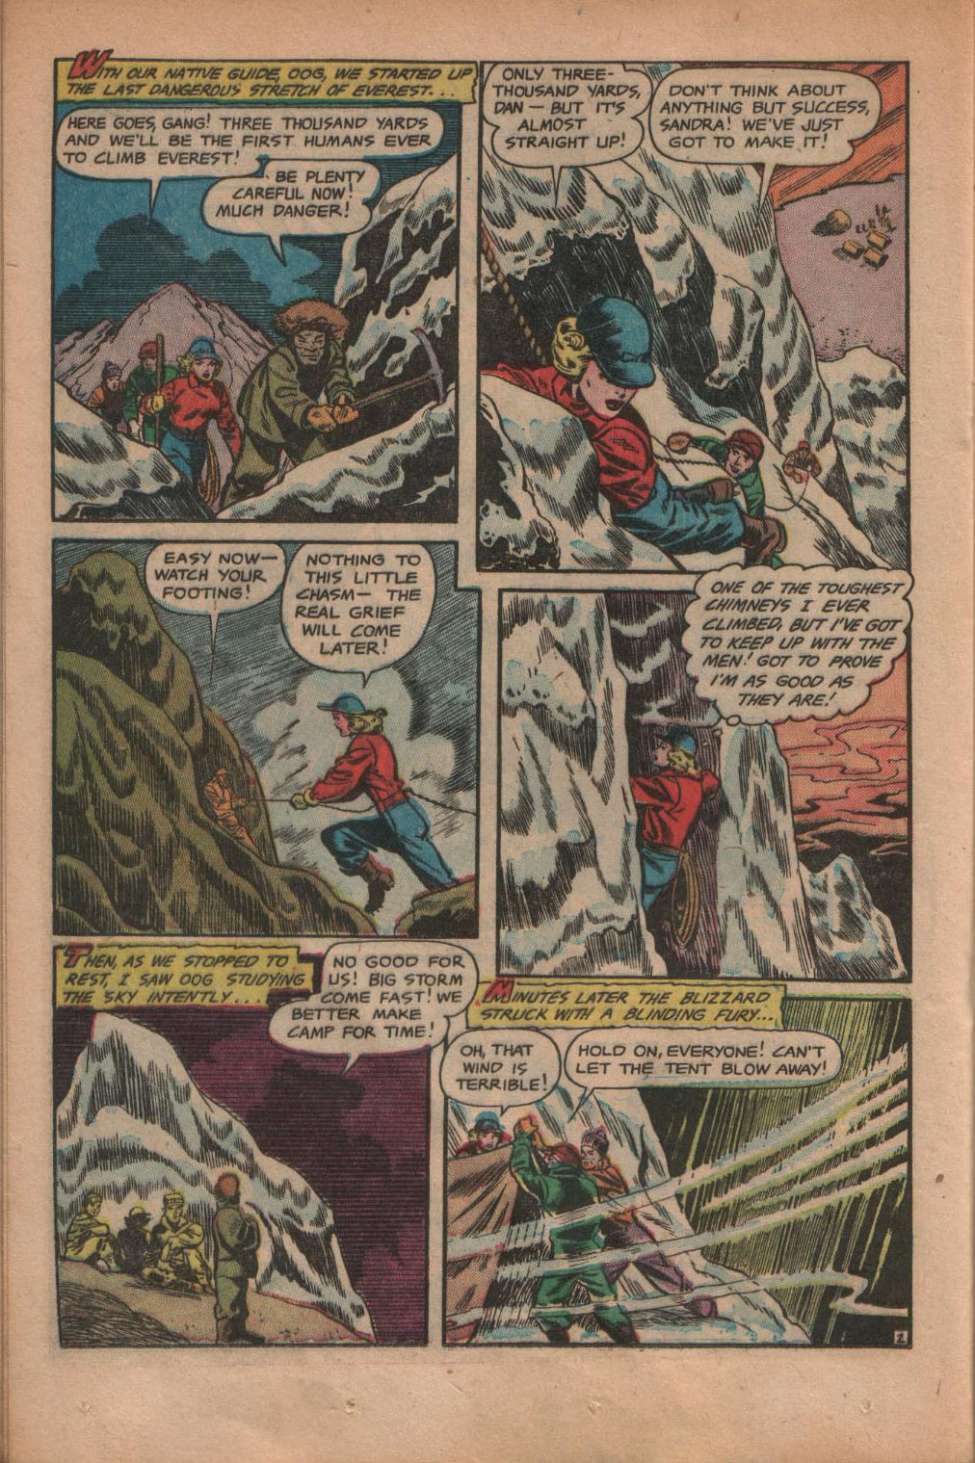 WITH OUR NATIVE GUIDE, OOG, WE STARTED UP
THE LAST DANGEROUS STRETCH OF EVEREST...
HERE GOES, GANG! THREE THOUSAND YARDS
AND WE'LL BE THE FIRST HUMANS EVER
TO CLIMB EVEREST!
BE PLENTY
CAREFUL NOW!
MUCH DANGER!
ONLY THREE-
THOUSAND YARDS,
DAN — BUT IT'S
ALMOST
STRAIGHT UP!
DON'T THINK ABOUT
ANYTHING BUT SUCCESS,
SANDRA! WE'VE JUST
GOT TO MAKE IT!
EASY NOW—
WATCH YOUR
FOOTING!
NOTHING TO
THIS LITTLE
CHASM— THE
REAL GRIEF
WILL COME
LATER!
ONE OF THE TOUGHEST
CHIMNEYS I EVER
CLIMBED, BUT I'VE GOT
TO KEEP UP WITH THE
MEN! GOT TO PROVE
I'M AS GOOD AS
THEY ARE!
THEN, AS WE STOPPED TO
REST, I SAW OOG STUDYING
THE SKY INTENTLY...
NO GOOD FOR
US! BIG STORM
COME FAST! WE
BETTER MAKE
CAMP FOR TIME!
MINUTES LATER THE BLIZZARD
STRUCK WITH A BLINDING FURY...
OH, THAT
WIND IS
TERRIBLE!
HOLD ON, EVERYONE! CAN'T
LET THE TENT BLOW AWAY!
2